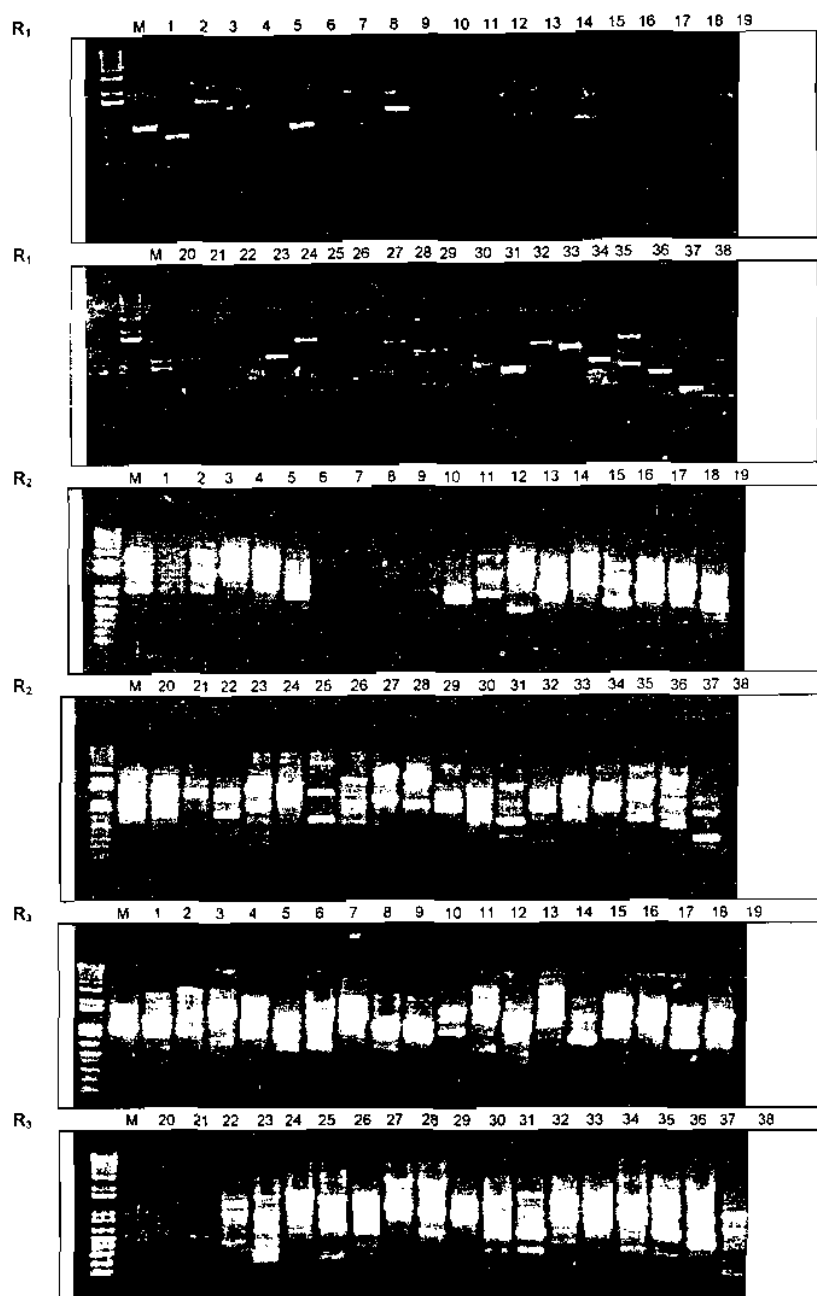 R₁ M 1 2 3 4 5 6 7 8 9 10 11 12 13 14 15 16 17 18 19
R₁ M 20 21 22 23 24 25 26 27 28 29 30 31 32 33 34 35 36 37 38
R₂ M 1 2 3 4 5 6 7 8 9 10 11 12 13 14 15 16 17 18 19
R₂ M 20 21 22 23 24 25 26 27 28 29 30 31 32 33 34 35 36 37 38
R₃ M 1 2 3 4 5 6 7 8 9 10 11 12 13 14 15 16 17 18 19
R₃ M 20 21 22 23 24 25 26 27 28 29 30 31 32 33 34 35 36 37 38